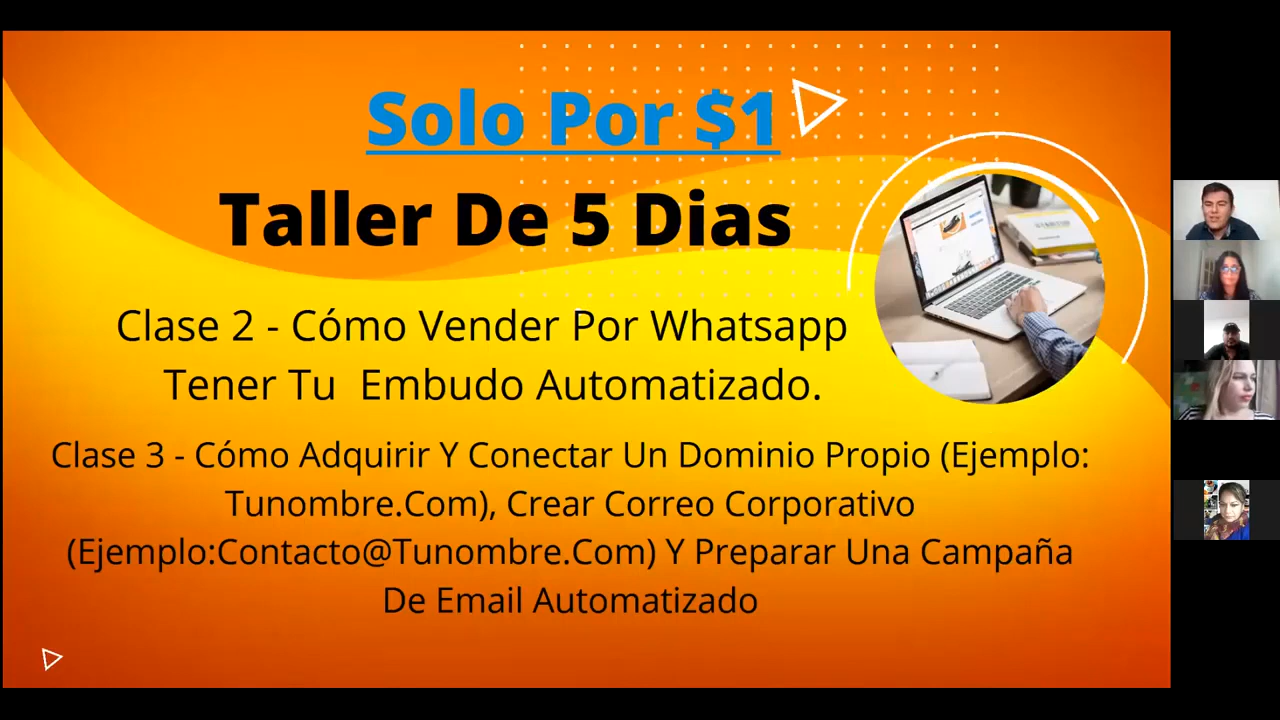 Solo Por $1
Taller De 5 Dias
Clase 2 - Cómo Vender Por Whatsapp
Tener Tu  Embudo Automatizado.
Clase 3 - Cómo Adquirir Y Conectar Un Dominio Propio (Ejemplo:
Tunombre.Com), Crear Correo Corporativo
(Ejemplo:Contacto@Tunombre.Com) Y Preparar Una Campaña
De Email Automatizado